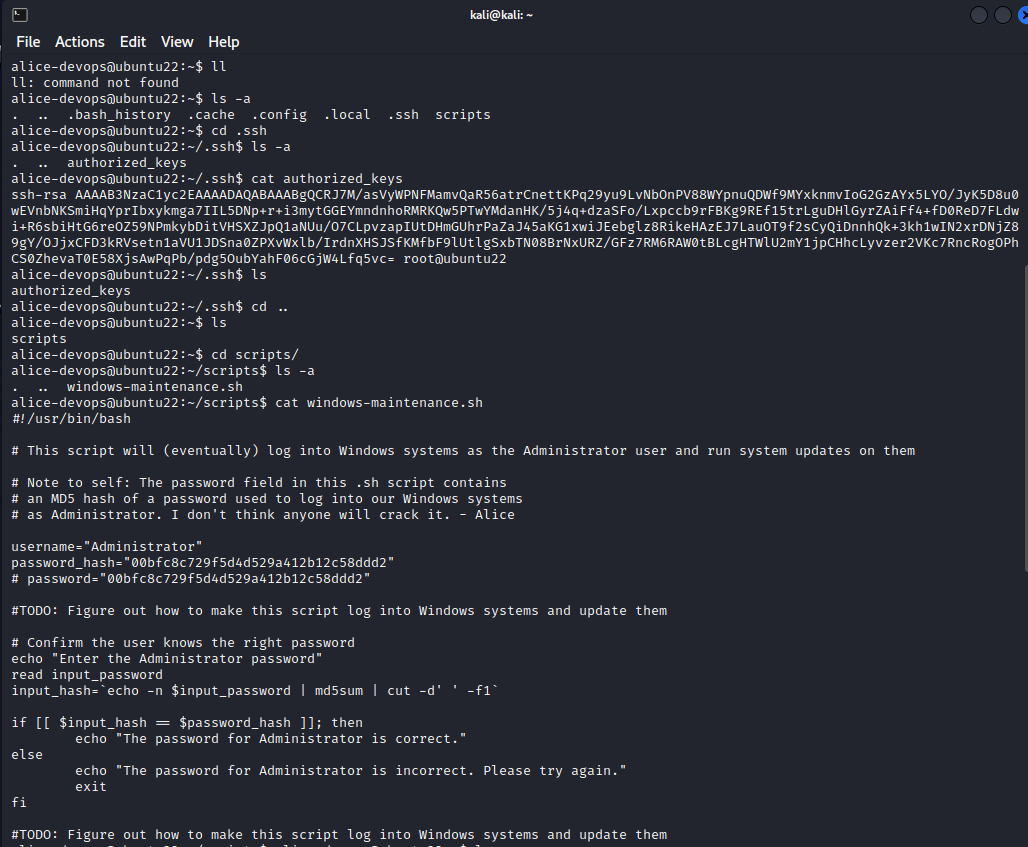 kali@kali: ~
File Actions Edit View Help
alice-devops@ubuntu22:~$ ll
ll: command not found
alice-devops@ubuntu22:~$ ls -a
. .. .bash_history .cache .config .local .ssh scripts
alice-devops@ubuntu22:~$ cd .ssh
alice-devops@ubuntu22:~/.ssh$ ls -a
. .. authorized_keys
alice-devops@ubuntu22:~/.ssh$ cat authorized_keys
ssh-rsa AAAAB3NzaC1yc2EAAAADAQABAAABgQCRJ7M/asVyWPNFMamvQaR56atrCnettKPq29yu9LvNbOnPV88WYpnuQDWf9MYxknmvIoG2GzAYx5LYO/JyK5D8u0
wEVnbNKSmiHqYprIbxykmga7IIL5DNp+r+i3mytGGEYmndnhoRMRKQw5PTwYMdanHK/5j4q+dzaSFo/Lxpccb9rFBKg9REf15trLguDHlGyrZAiFf4+fD0ReD7FLdw
i+R6sbiHtG6reOZ59NPmkybDitVHSXZJpQ1aNUu/O7CLpvzapIUtDHmGUhrPaZaJ45aKG1xwiJEebglz8RikeHAzEJ7LauOT9f2sCyQiDnnhQk+3kh1wIN2xrDNjZ8
9gY/OJjxCFD3kRVsetn1aVU1JDSna0ZPXvWxlb/IrdnXHSJSfKMfbF9lUtlgSxbTN08BrNxURZ/GFz7RM6RAW0tBLcgHTWlU2mY1jpCHhcLyvzer2VKc7RncRogOPh
CS0ZhevaT0E58XjsAwPqPb/pdg5OubYahF06cGjW4Lfq5vc= root@ubuntu22
alice-devops@ubuntu22:~/.ssh$ ls
authorized_keys
alice-devops@ubuntu22:~/.ssh$ cd ..
alice-devops@ubuntu22:~$ ls
scripts
alice-devops@ubuntu22:~$ cd scripts/
alice-devops@ubuntu22:~/scripts$ ls -a
. .. windows-maintenance.sh
alice-devops@ubuntu22:~/scripts$ cat windows-maintenance.sh
#!/usr/bin/bash
# This script will (eventually) log into Windows systems as the Administrator user and run system updates on them
# Note to self: The password field in this .sh script contains
# an MD5 hash of a password used to log into our Windows systems
# as Administrator. I don't think anyone will crack it. - Alice
username="Administrator"
password_hash="00bfc8c729f5d4d529a412b12c58ddd2"
# password="00bfc8c729f5d4d529a412b12c58ddd2"
#TODO: Figure out how to make this script log into Windows systems and update them
# Confirm the user knows the right password
echo "Enter the Administrator password"
read input_password
input_hash=`echo -n $input_password | md5sum | cut -d' ' -f1`
if [[ $input_hash == $password_hash ]]; then
echo "The password for Administrator is correct."
else
echo "The password for Administrator is incorrect. Please try again."
exit
fi
#TODO: Figure out how to make this script log into Windows systems and update them